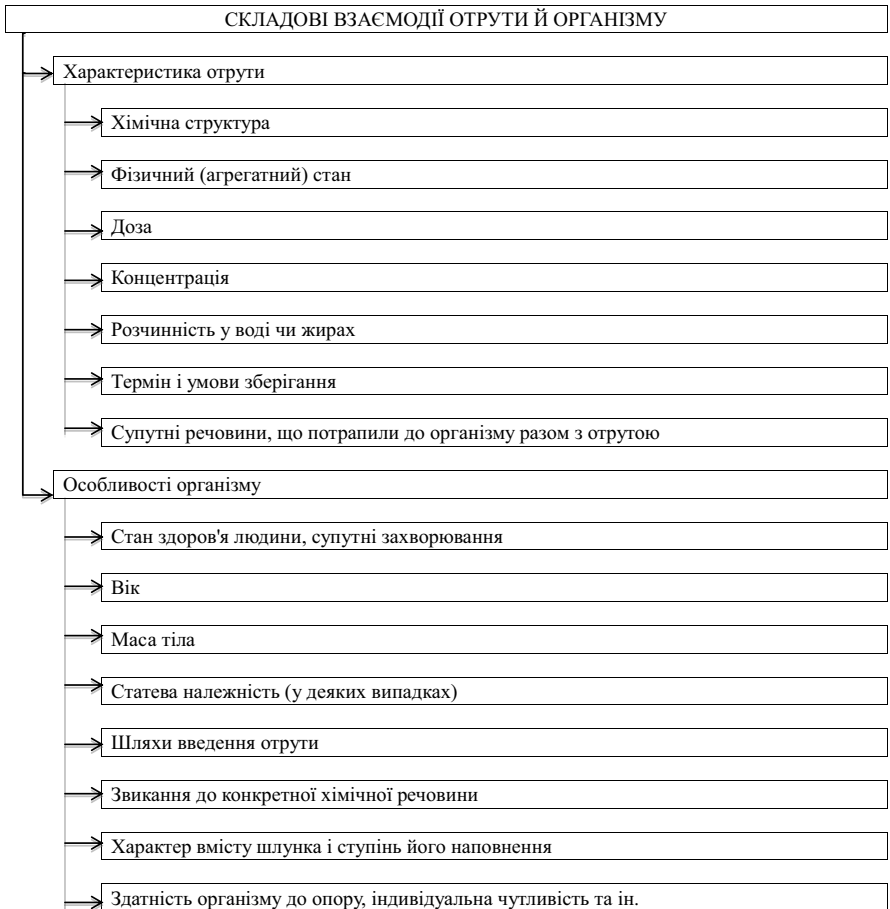 СКЛАДОВІ ВЗАЄМОДІЇ ОТРУТИ Й ОРГАНІЗМУ
Характеристика отрути
Хімічна структура
Фізичний (агрегатний) стан
Доза
Концентрація
Розчинність у воді чи жирах
Термін і умови зберігання
Супутні речовини, що потрапили до організму разом з отрутою
Особливості організму
Стан здоров'я людини, супутні захворювання
Вік
Маса тіла
Статева належність (у деяких випадках)
Шляхи введення отрути
Звикання до конкретної хімічної речовини
Характер вмісту шлунка і ступінь його наповнення
Здатність організму до опору, індивідуальна чутливість та ін.